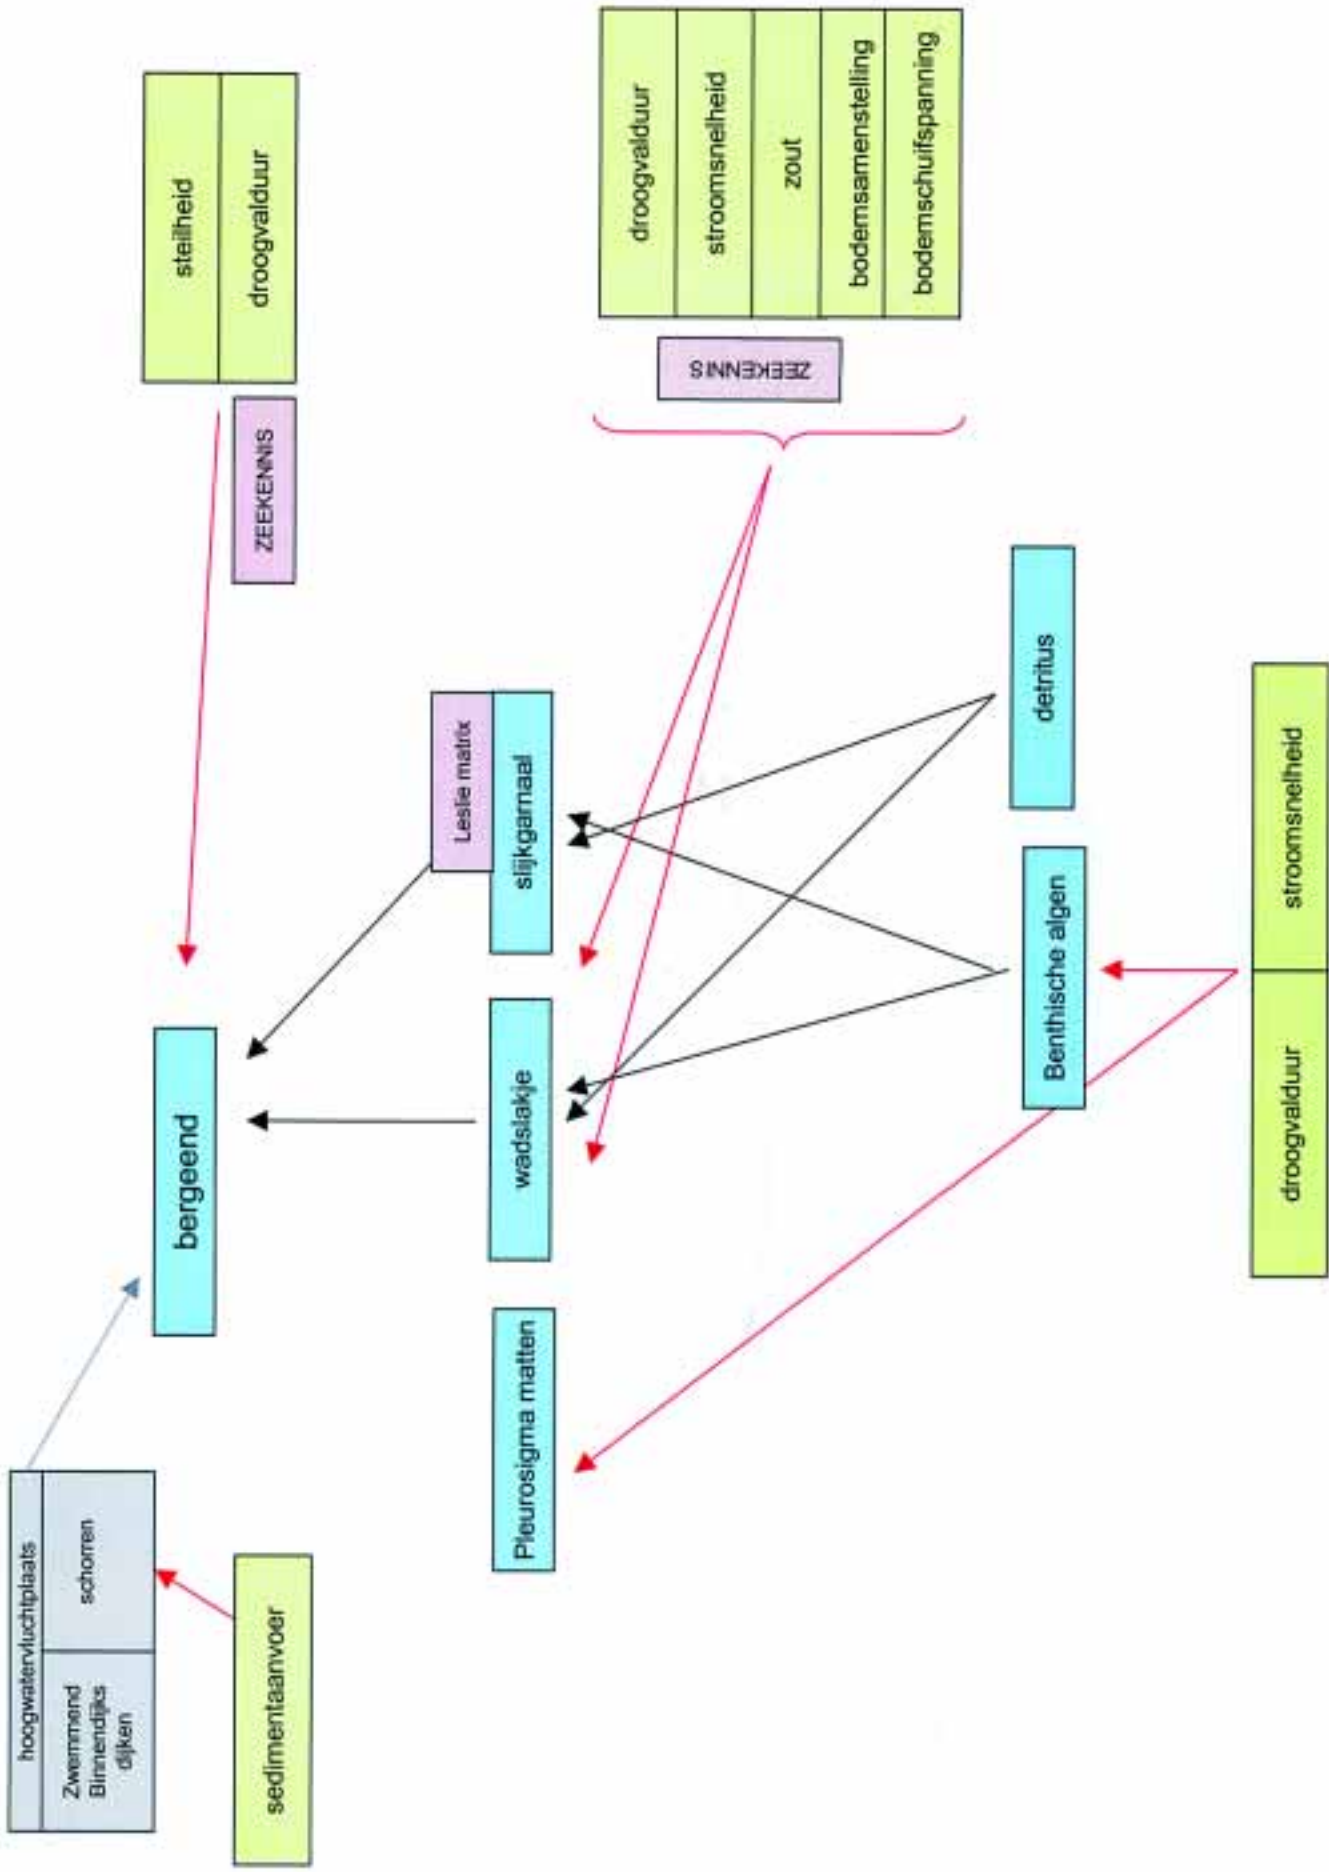 hoogwatervluchtplaats
Zwemmend
Binnendijks
dijken
schorren
sedimentaanvoer
bergeend
steilheid
droogvalduur
ZEEKENNIS
Pleurosigma matten
wadslakje
slijkgarnaal
Leslie matrix
ZEEKENNIS
droogvalduur
stroomsnelheid
zout
bodemsamenstelling
bodemschuifspanning
Benthische algen
detritus
droogvalduur
stroomsnelheid